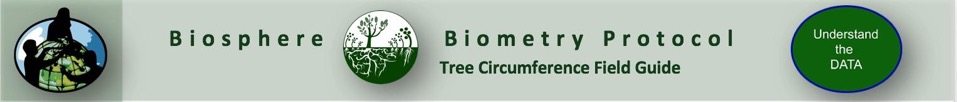 Biosphere Biometry Protocol
Tree Circumference Field Guide
Understand
the
DATA